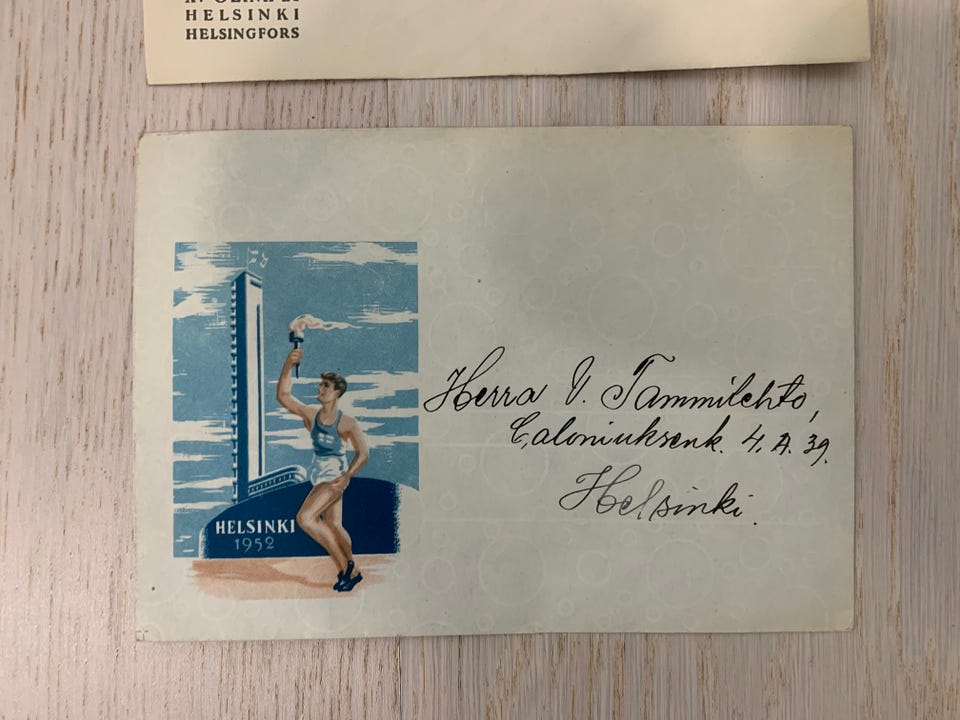 HELSINKI
HELSINGFORS
HELSINKI
1952
Herra V. Tammilehto,
Caloniuksenk. 4. A. 39.
Helsinki.